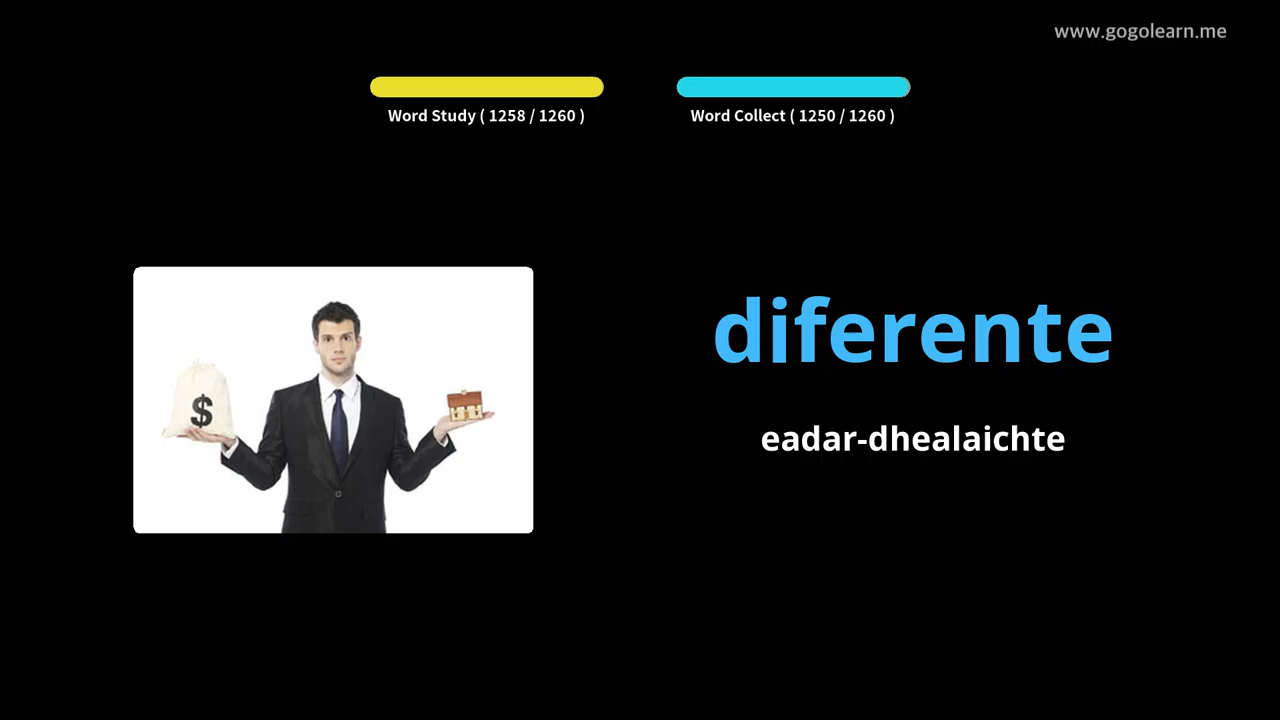 www.gogolearn.me
Word Study ( 1258 / 1260 )
Word Collect ( 1250 / 1260 )
$
diferente
eadar-dhealaichte